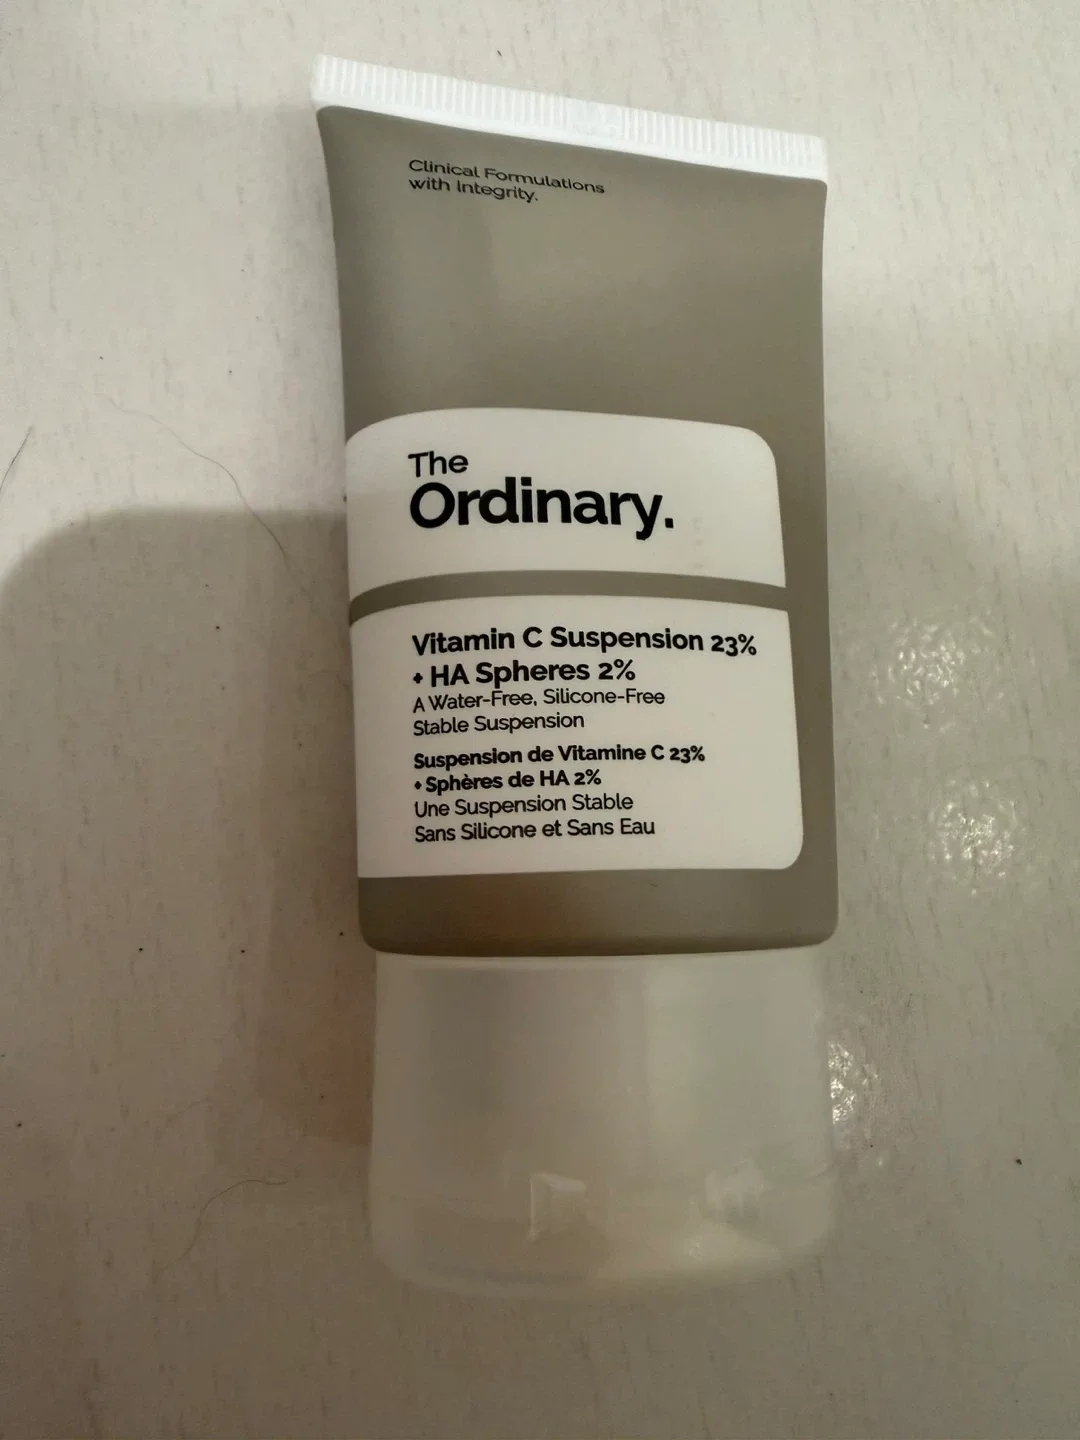 Clinical Formulations
with Integrity.
The
Ordinary.
Vitamin C Suspension 23%
+ HA Spheres 2%
A Water-Free, Silicone-Free
Stable Suspension
Suspension de Vitamine C 23%
+ Sphères de HA 2%
Une Suspension Stable
Sans Silicone et Sans Eau